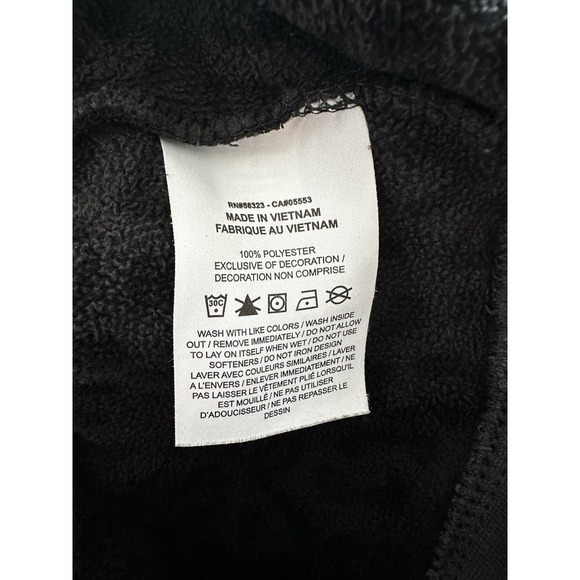 RN#56323 - CA#05553
MADE IN VIETNAM
FABRIQUE AU VIETNAM
100% POLYESTER
EXCLUSIVE OF DECORATION /
DECORATION NON COMPRISE
30C
WASH WITH LIKE COLORS / WASH INSIDE
OUT / REMOVE IMMEDIATELY / DO NOT ALLOW
TO LAY ON ITSELF WHEN WET / DO NOT USE
SOFTENERS / DO NOT IRON DESIGN
LAVER AVEC COULEURS SIMILAIRES / LAVER
A L'ENVERS / ENLEVER IMMEDIATEMENT / NE
PAS LAISSER LE VÊTEMENT PLIÉ LORSQU'IL
EST MOUILLÉ / NE PAS UTILISER
D'ADOUCISSEUR / NE PAS REPASSER LE
DESSIN